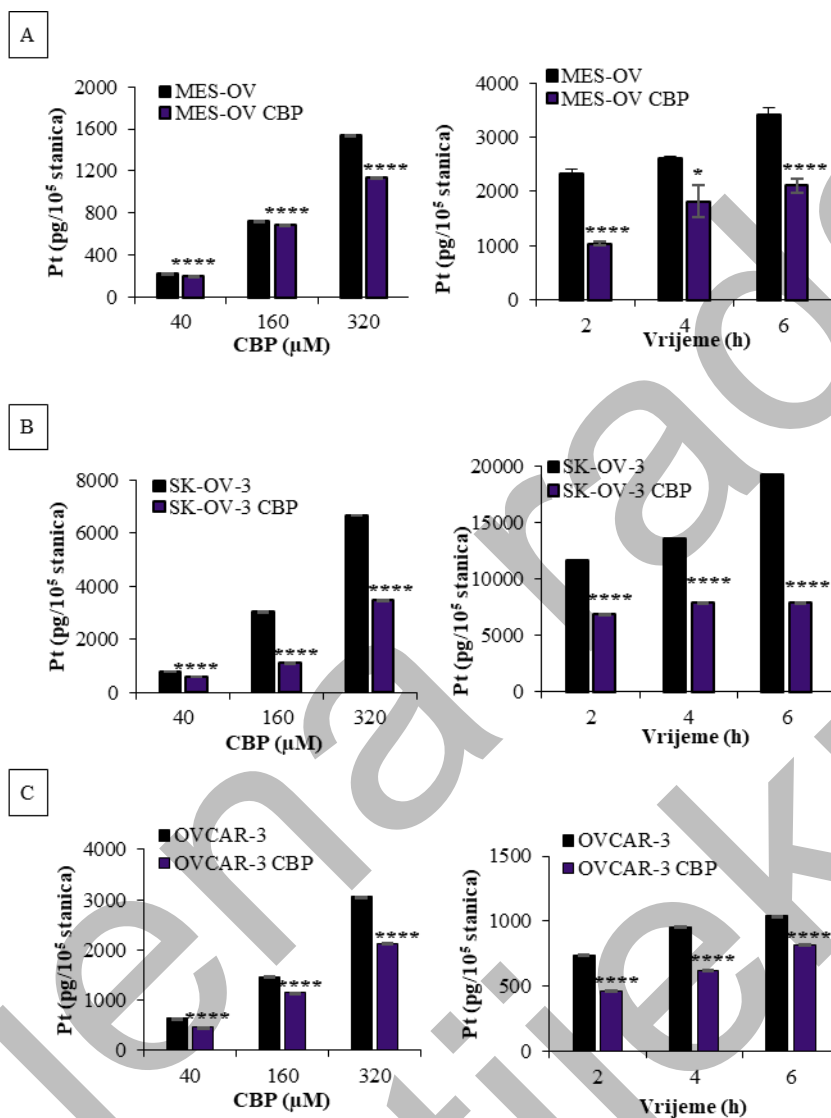 A
2000
1600
1200
800
400
0
Pt (pg/10⁵ stanica)
MES-OV
MES-OV CBP
****
****
****
40 160 320
CBP (µM)
4000
3000
2000
1000
0
Pt (pg/10⁵ stanica)
MES-OV
MES-OV CBP
****
*
****
2 4 6
Vrijeme (h)
B
8000
6000
4000
2000
0
Pt (pg/10⁵ stanica)
SK-OV-3
SK-OV-3 CBP
****
****
****
40 160 320
CBP (µM)
20000
15000
10000
5000
0
Pt (pg/10⁵ stanica)
SK-OV-3
SK-OV-3 CBP
****
****
****
2 4 6
Vrijeme (h)
C
4000
3000
2000
1000
0
Pt (pg/10⁵ stanica)
OVCAR-3
OVCAR-3 CBP
****
****
****
40 160 320
CBP (µM)
1500
1000
500
0
Pt (pg/10⁵ stanica)
OVCAR-3
OVCAR-3 CBP
****
****
****
2 4 6
Vrijeme (h)